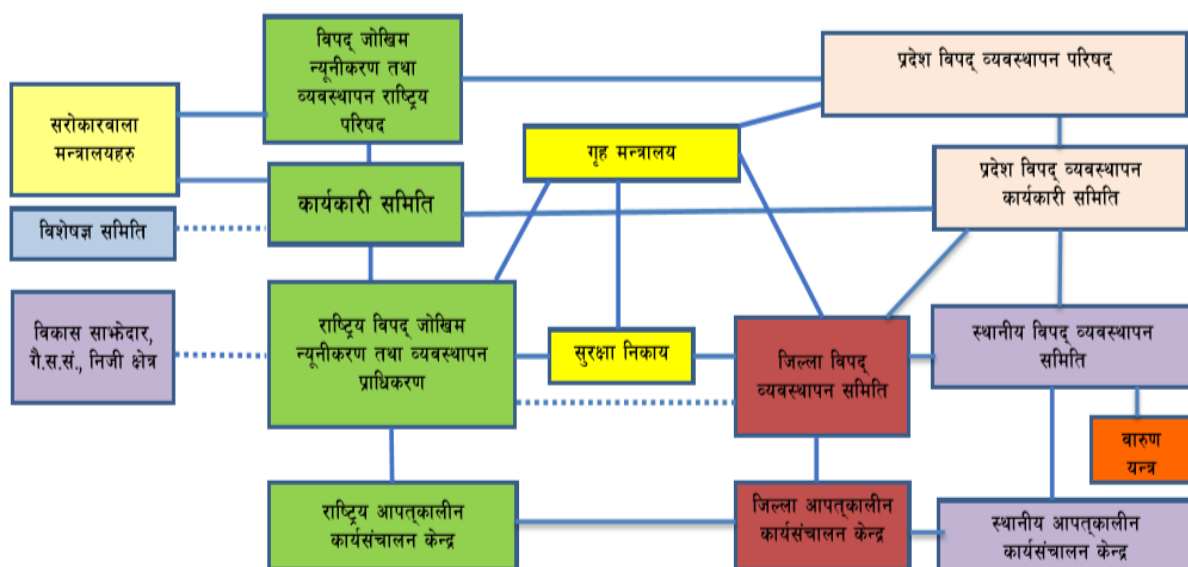 विपद् जोखिम
न्यूनीकरण तथा
व्यवस्थापन राष्ट्रिय
परिषद
प्रदेश विपद् व्यवस्थापन परिषद्
सरोकारवाला
मन्त्रालयहरु
गृह मन्त्रालय
प्रदेश विपद् व्यवस्थापन
कार्यकारी समिति
कार्यकारी समिति
विशेषज्ञ समिति
विकास साझेदार,
गै.स.सं., निजी क्षेत्र
राष्ट्रिय विपद् जोखिम
न्यूनीकरण तथा व्यवस्थापन
प्राधिकरण
सुरक्षा निकाय
जिल्ला विपद्
व्यवस्थापन समिति
स्थानीय विपद् व्यवस्थापन
समिति
वारुण
यन्त्र
राष्ट्रिय आपत्कालीन
कार्यसंचालन केन्द्र
जिल्ला आपत्कालीन
कार्यसंचालन केन्द्र
स्थानीय आपत्कालीन
कार्यसंचालन केन्द्र